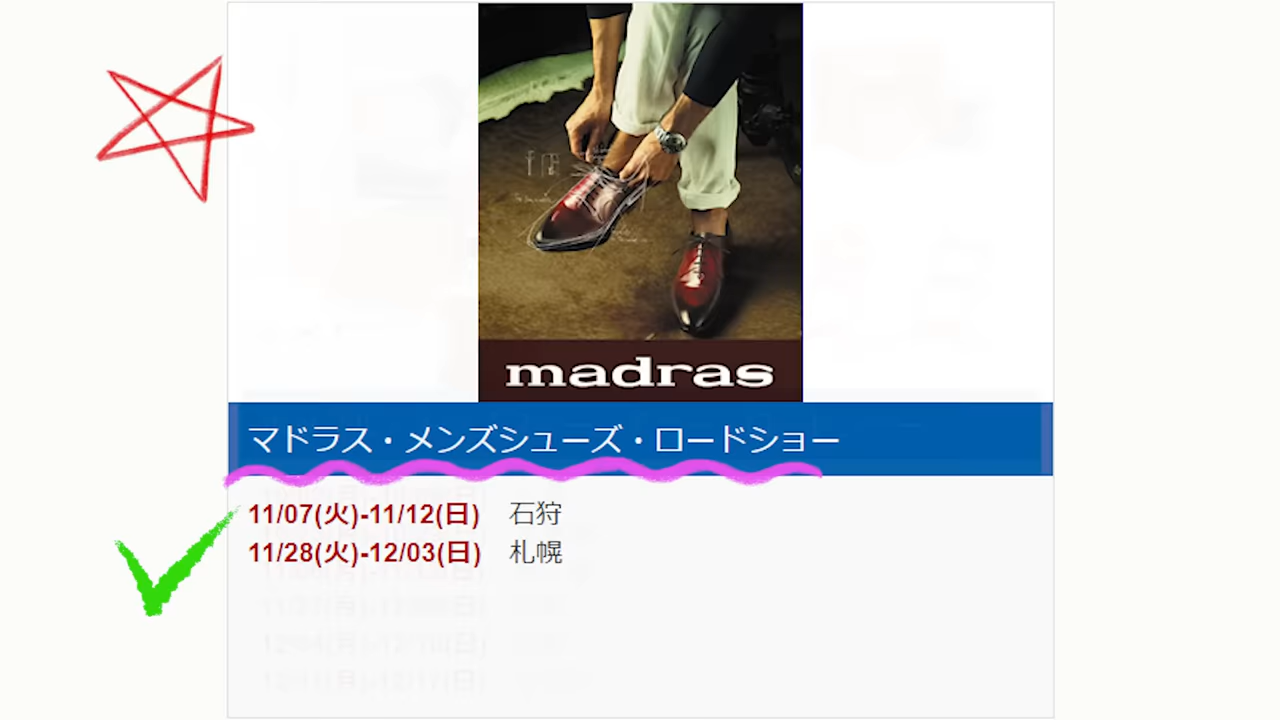 madras
マドラス・メンズシューズ・ロードショー
11/07(火)-11/12(日) 石狩
11/28(火)-12/03(日) 札幌